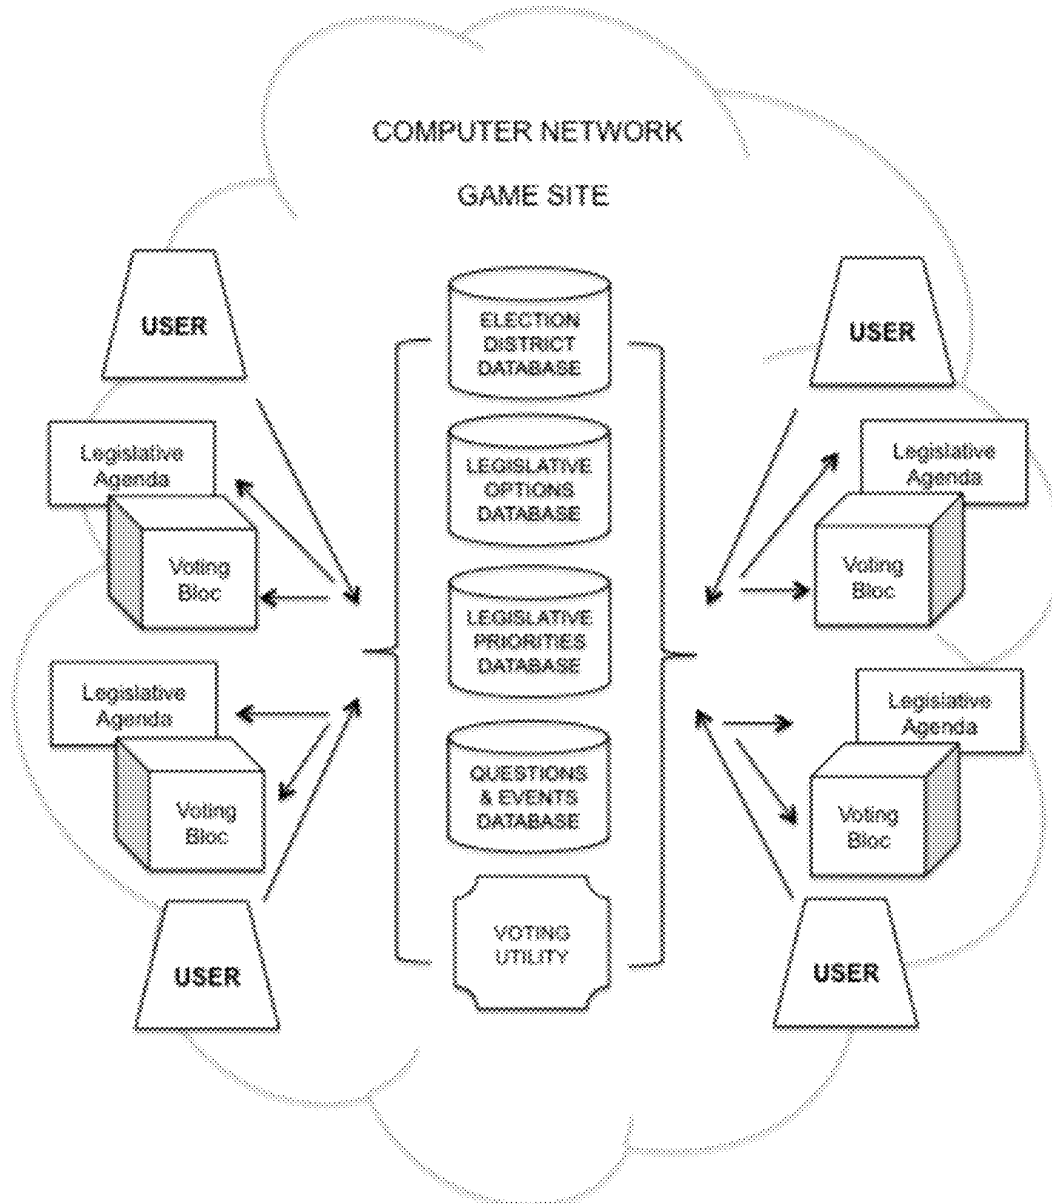 COMPUTER NETWORK
GAME SITE
USER
Legislative
Agenda
Voting
Bloc
Legislative
Agenda
Voting
Bloc
USER
ELECTION
DISTRICT
DATABASE
LEGISLATIVE
OPTIONS
DATABASE
LEGISLATIVE
PRIORITIES
DATABASE
QUESTIONS
& EVENTS
DATABASE
VOTING
UTILITY
USER
Legislative
Agenda
Voting
Bloc
Legislative
Agenda
Voting
Bloc
USER